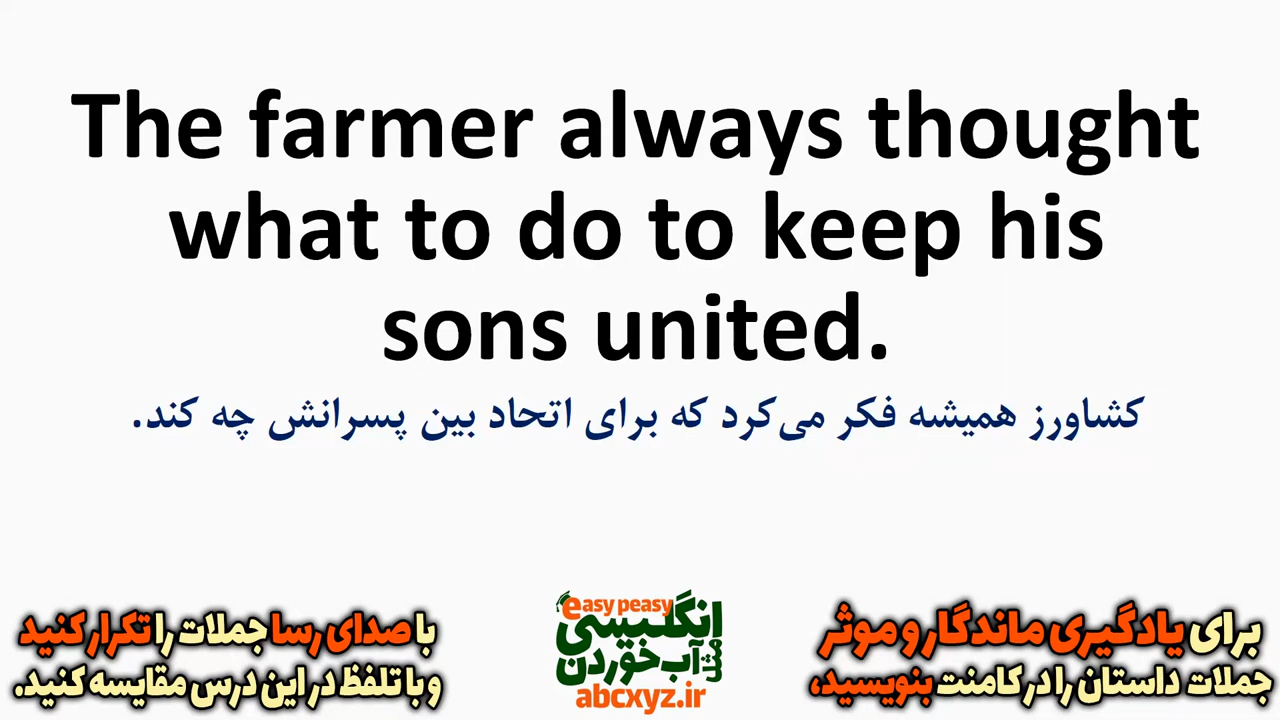 The farmer always thought
what to do to keep his
sons united.
کشاورز همیشه فکر می‌کرد که برای اتحاد بین پسرانش چه کند.
برای یادگیری ماندگار و موثر
جملات داستان را در کامنت بنویسید،
easy peasy
انگلیسی
مثل آب خوردن
abcxyz.ir
با صدای رسا جملات را تکرار کنید
و با تلفظ در این درس مقایسه کنید.